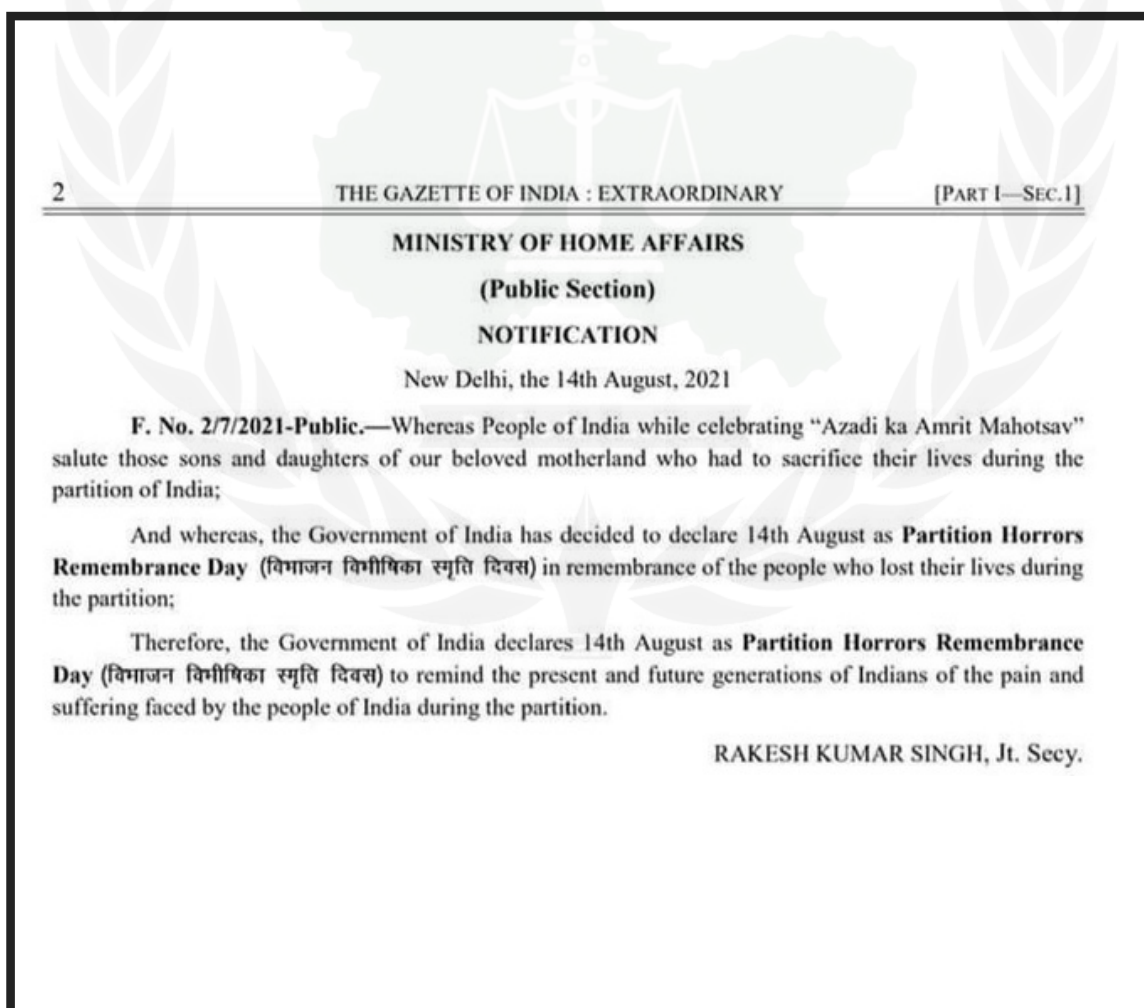 2 THE GAZETTE OF INDIA : EXTRAORDINARY [PART I—SEC.1]
MINISTRY OF HOME AFFAIRS
(Public Section)
NOTIFICATION
New Delhi, the 14th August, 2021
F. No. 2/7/2021-Public.—Whereas People of India while celebrating “Azadi ka Amrit Mahotsav”
salute those sons and daughters of our beloved motherland who had to sacrifice their lives during the
partition of India;
And whereas, the Government of India has decided to declare 14th August as Partition Horrors
Remembrance Day (विभाजन विभीषिका स्मृति दिवस) in remembrance of the people who lost their lives during
the partition;
Therefore, the Government of India declares 14th August as Partition Horrors Remembrance
Day (विभाजन विभीषिका स्मृति दिवस) to remind the present and future generations of Indians of the pain and
suffering faced by the people of India during the partition.
RAKESH KUMAR SINGH, Jt. Secy.